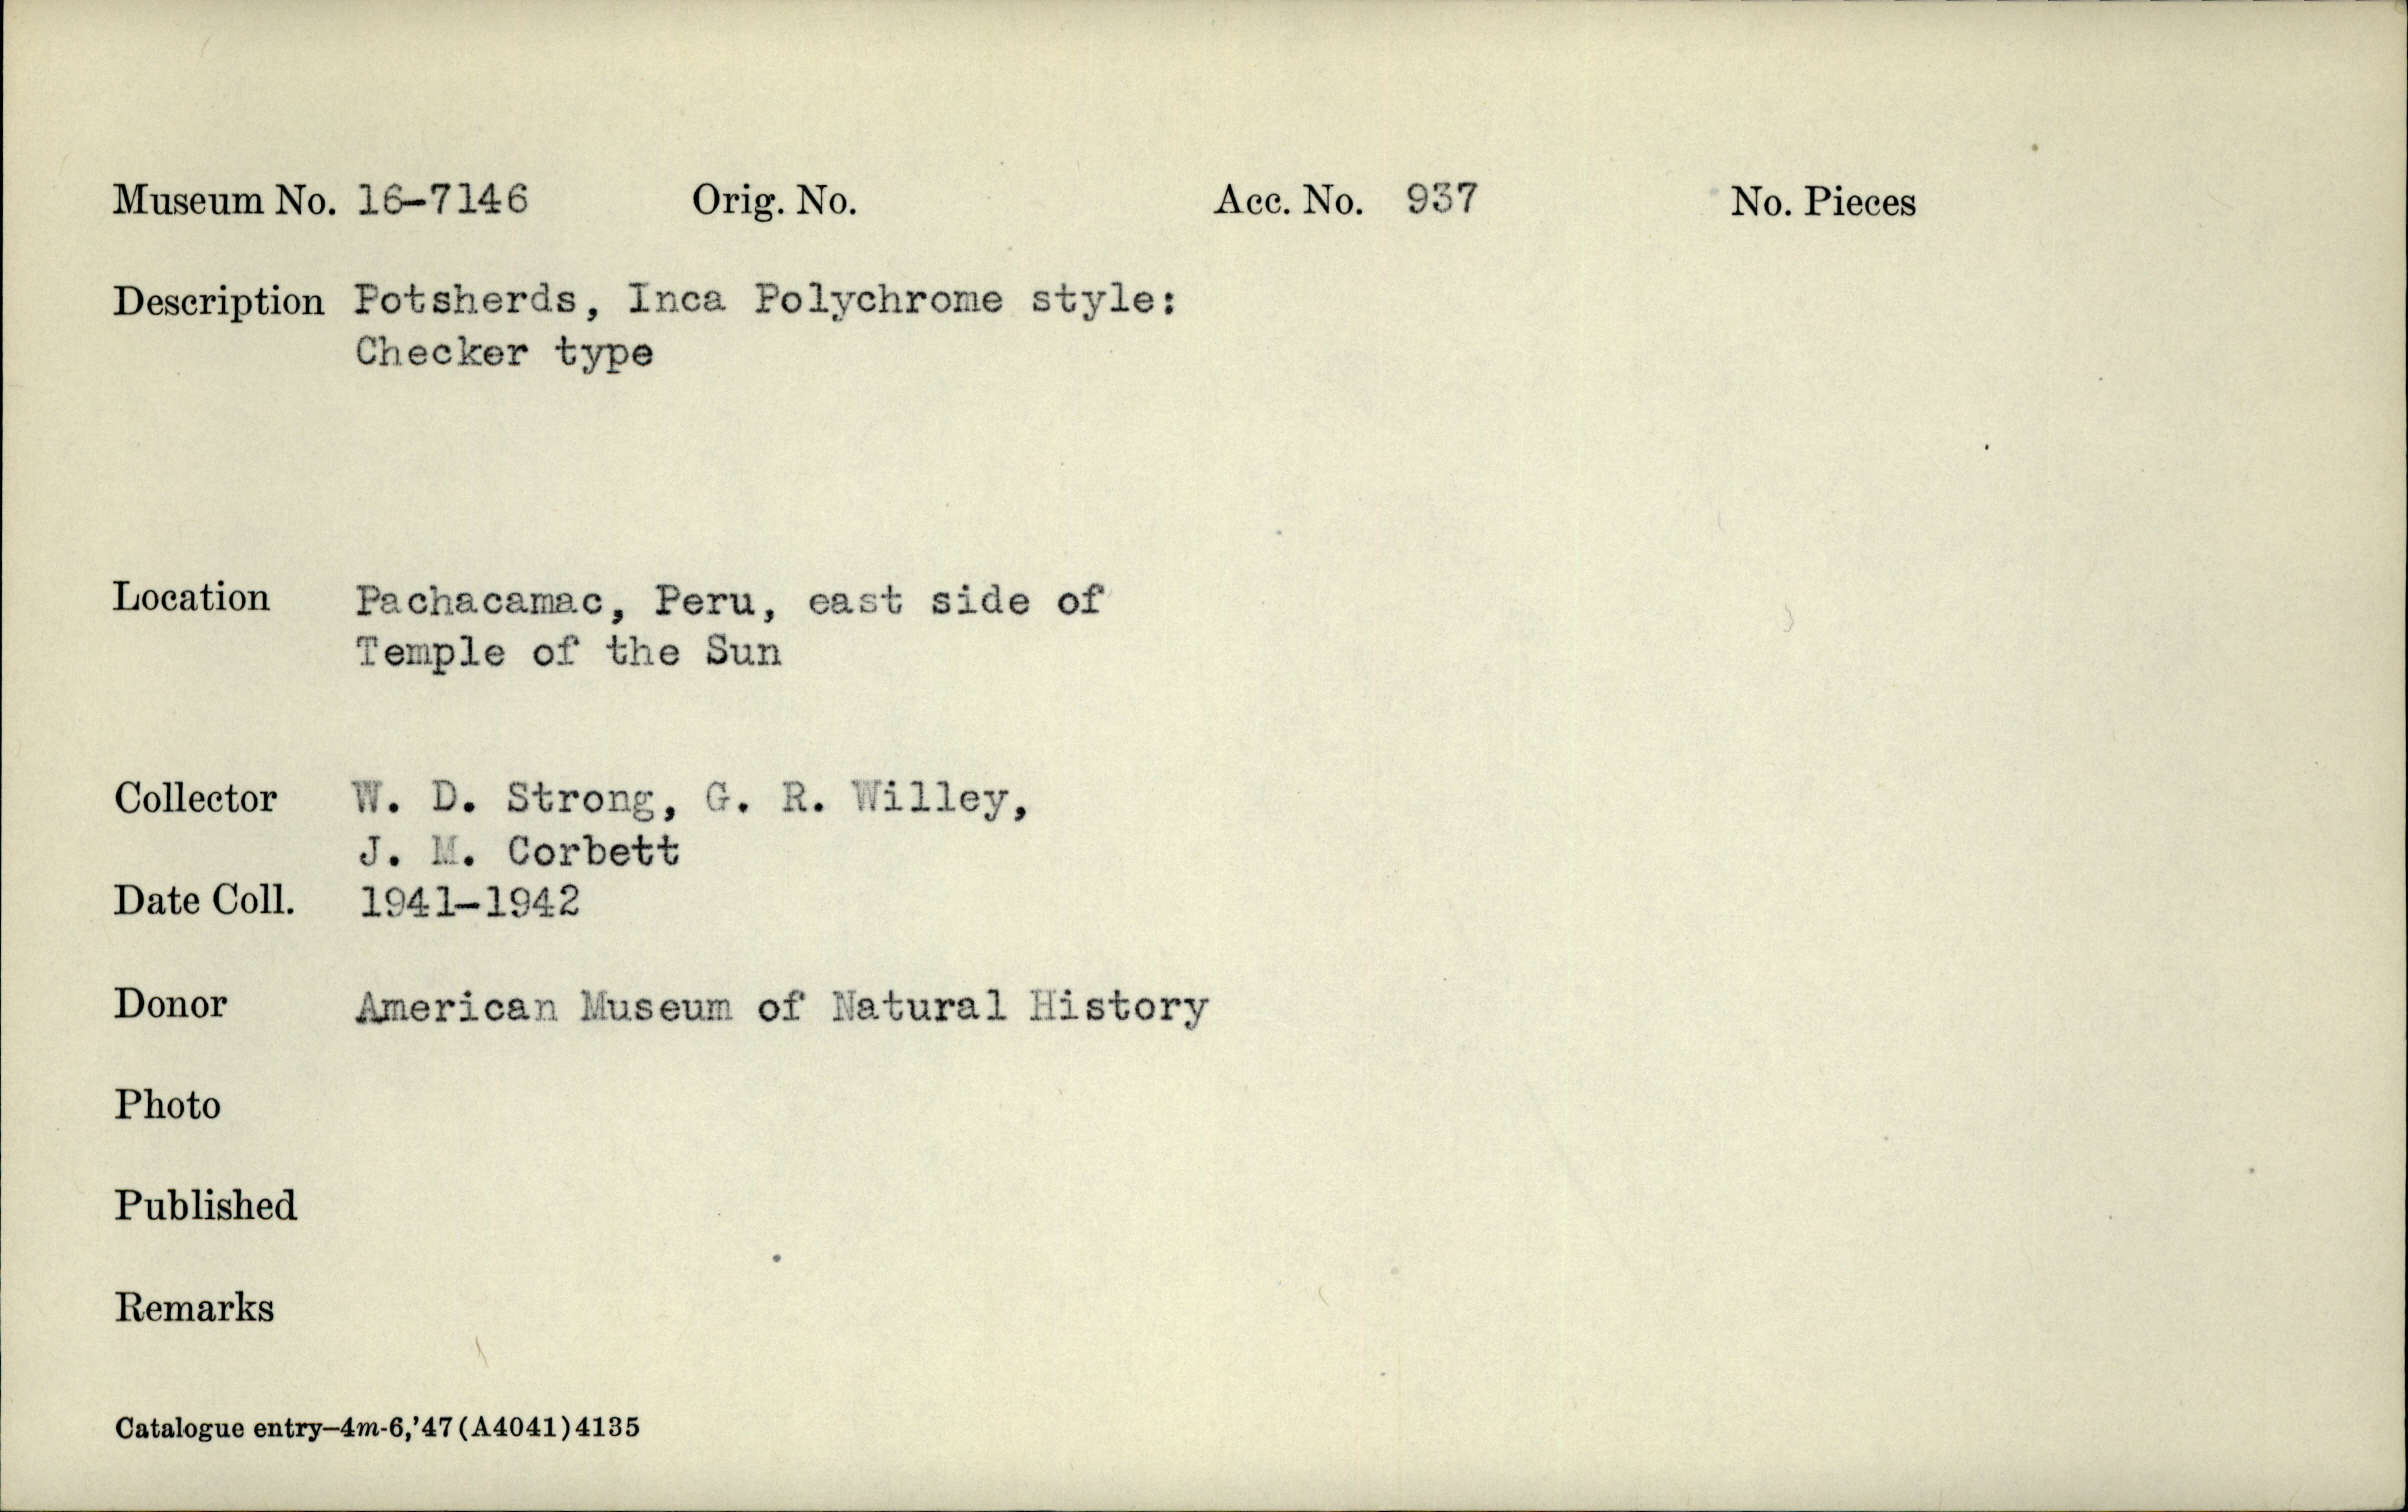 Museum No. 16-7146 Orig. No. Acc. No. 937 No. Pieces
Description Potsherds, Inca Polychrome style:
Checker type
Location Pachacamac, Peru, east side of
Temple of the Sun
Collector W. D. Strong, G. R. Willey,
J. M. Corbett
Date Coll. 1941-1942
Donor American Museum of Natural History
Photo
Published
Remarks
Catalogue entry—4m-6,'47 (A4041) 4135